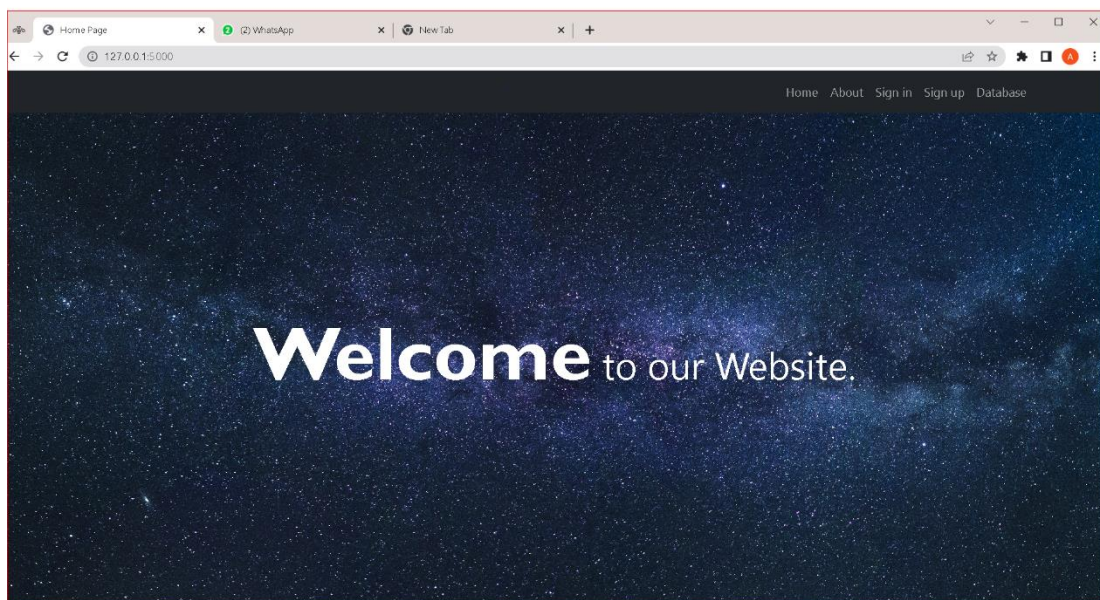 Home Page
2
(2) WhatsApp
New Tab
127.0.0.1:5000
A
Home About Sign in Sign up Database
Welcome to our Website.